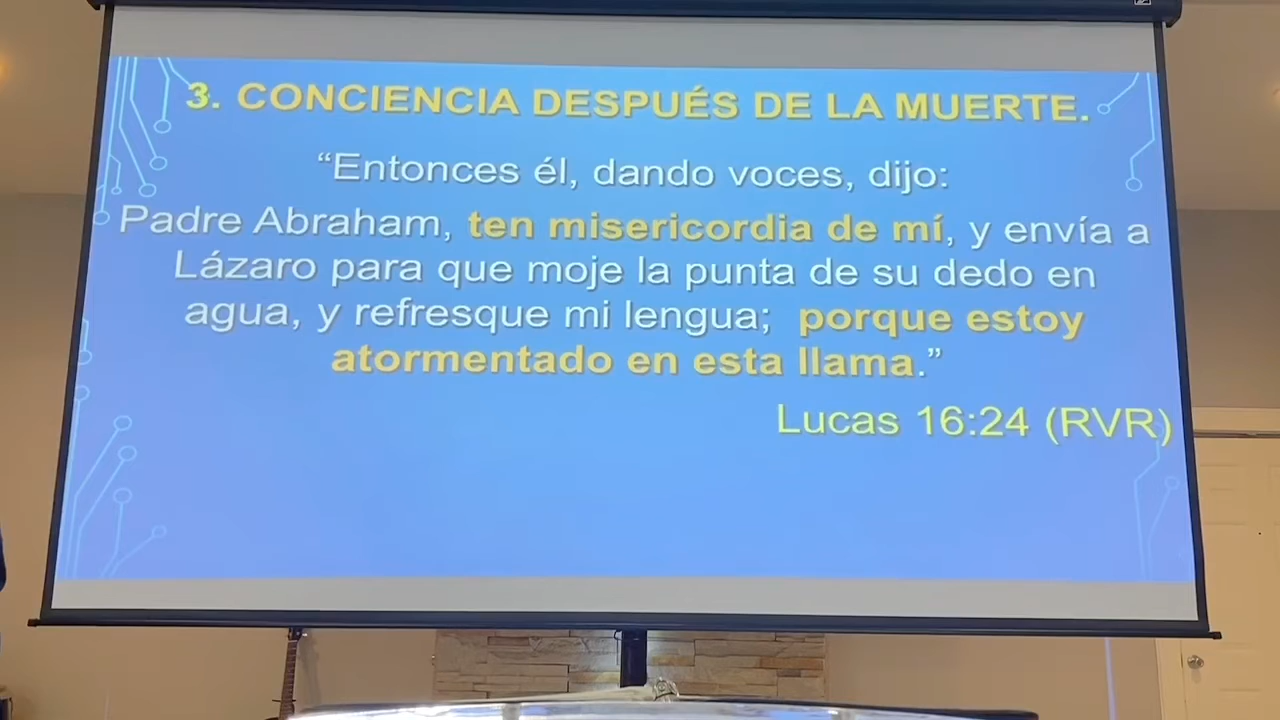 3. CONCIENCIA DESPUÉS DE LA MUERTE.
“Entonces él, dando voces, dijo:
Padre Abraham, ten misericordia de mí, y envía a
Lázaro para que moje la punta de su dedo en
agua, y refresque mi lengua; porque estoy
atormentado en esta llama.”
Lucas 16:24 (RVR)